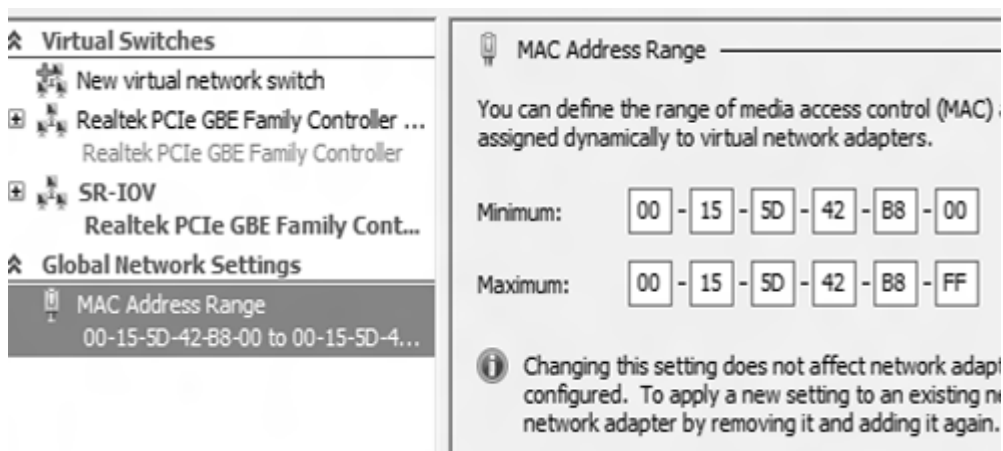 Virtual Switches
New virtual network switch
Realtek PCIe GBE Family Controller ...
Realtek PCIe GBE Family Controller
SR-IOV
Realtek PCIe GBE Family Cont...
Global Network Settings
MAC Address Range
00-15-5D-42-B8-00 to 00-15-5D-4...
MAC Address Range
You can define the range of media access control (MAC) a
assigned dynamically to virtual network adapters.
Minimum: 00 - 15 - 5D - 42 - B8 - 00
Maximum: 00 - 15 - 5D - 42 - B8 - FF
Changing this setting does not affect network adapt
configured. To apply a new setting to an existing ne
network adapter by removing it and adding it again.